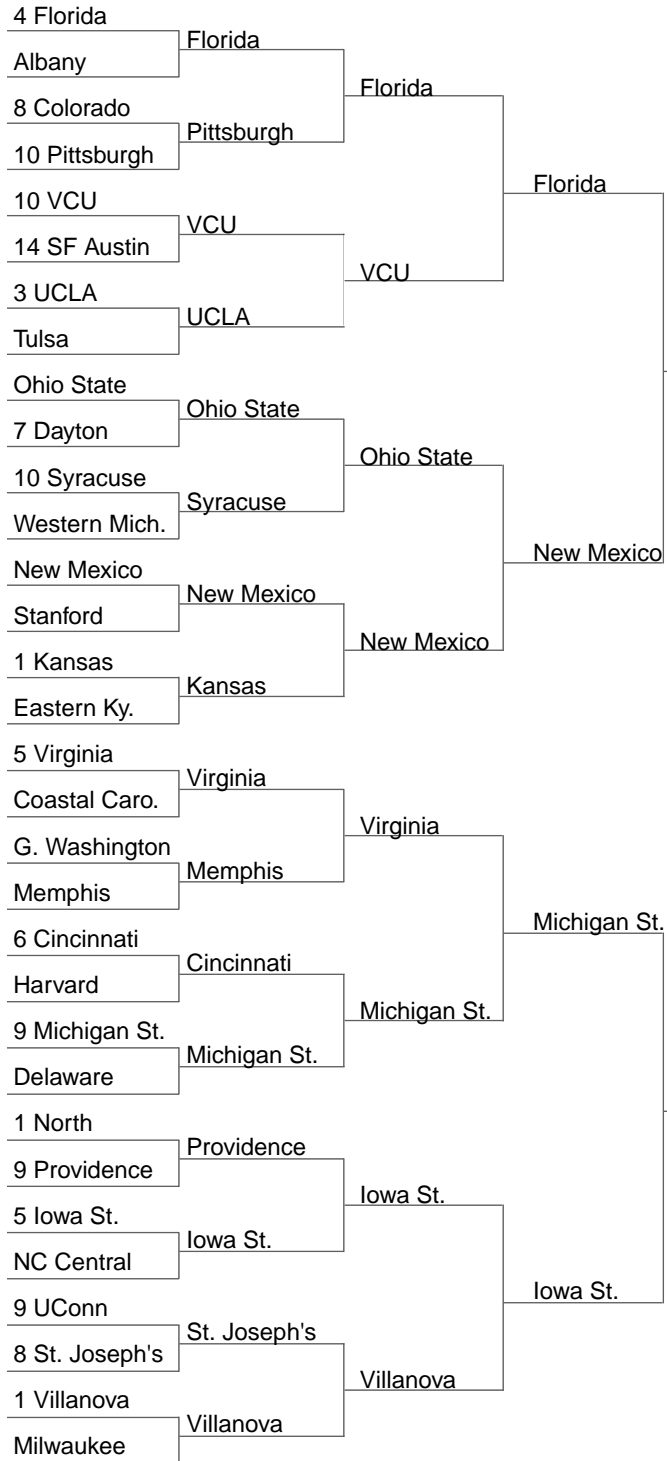 4 Florida
Albany
8 Colorado
10 Pittsburgh
10 VCU
14 SF Austin
3 UCLA
Tulsa
Ohio State
7 Dayton
10 Syracuse
Western Mich.
New Mexico
Stanford
1 Kansas
Eastern Ky.
5 Virginia
Coastal Caro.
G. Washington
Memphis
6 Cincinnati
Harvard
9 Michigan St.
Delaware
1 North
9 Providence
5 Iowa St.
NC Central
9 UConn
8 St. Joseph's
1 Villanova
Milwaukee
Florida
Pittsburgh
VCU
UCLA
Ohio State
Syracuse
New Mexico
Kansas
Virginia
Memphis
Cincinnati
Michigan St.
Providence
Iowa St.
St. Joseph's
Villanova
Florida
VCU
Ohio State
New Mexico
Virginia
Michigan St.
Iowa St.
Villanova
Florida
New Mexico
Michigan St.
Iowa St.